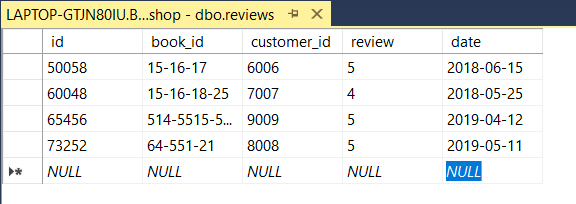 LAPTOP-GTJN80IU.B...shop - dbo.reviews
id book_id customer_id review date
50058 15-16-17 6006 5 2018-06-15
60048 15-16-18-25 7007 4 2018-05-25
65456 514-5515-5... 9009 5 2019-04-12
73252 64-551-21 8008 5 2019-05-11
NULL NULL NULL NULL NULL